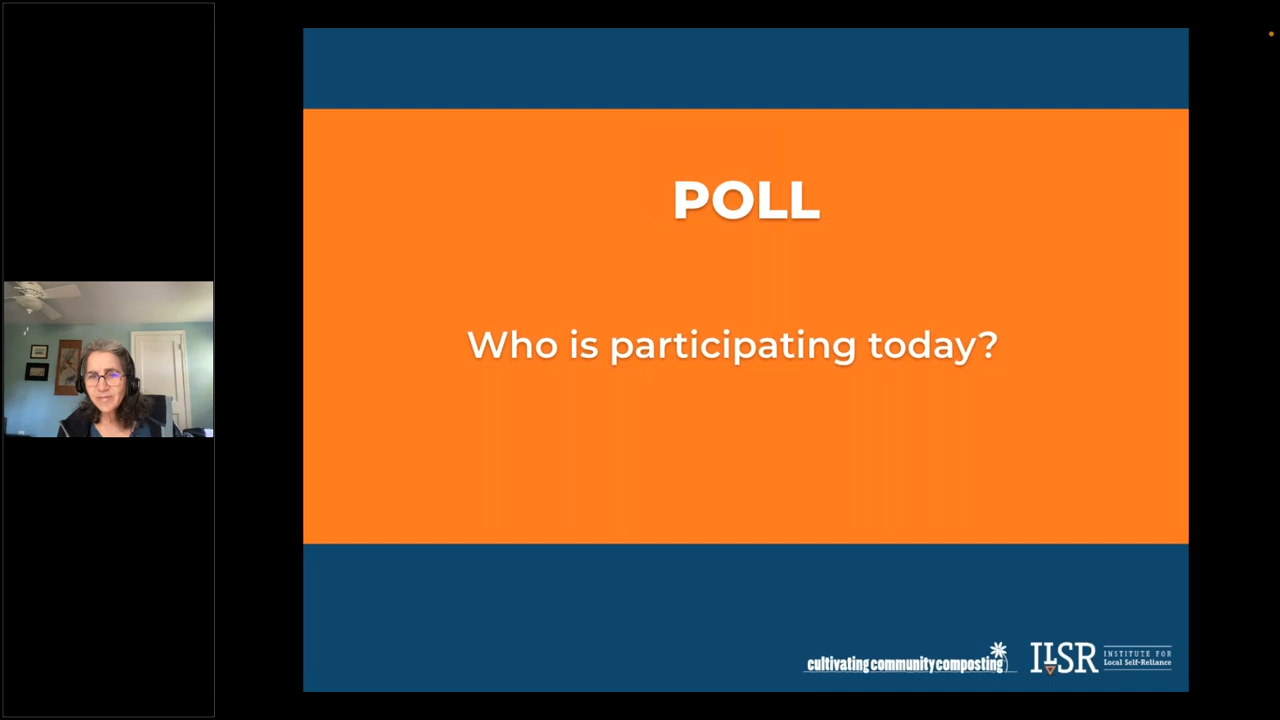 POLL
Who is participating today?
cultivating community composting
ILSR
INSTITUTE FOR
Local Self-Reliance